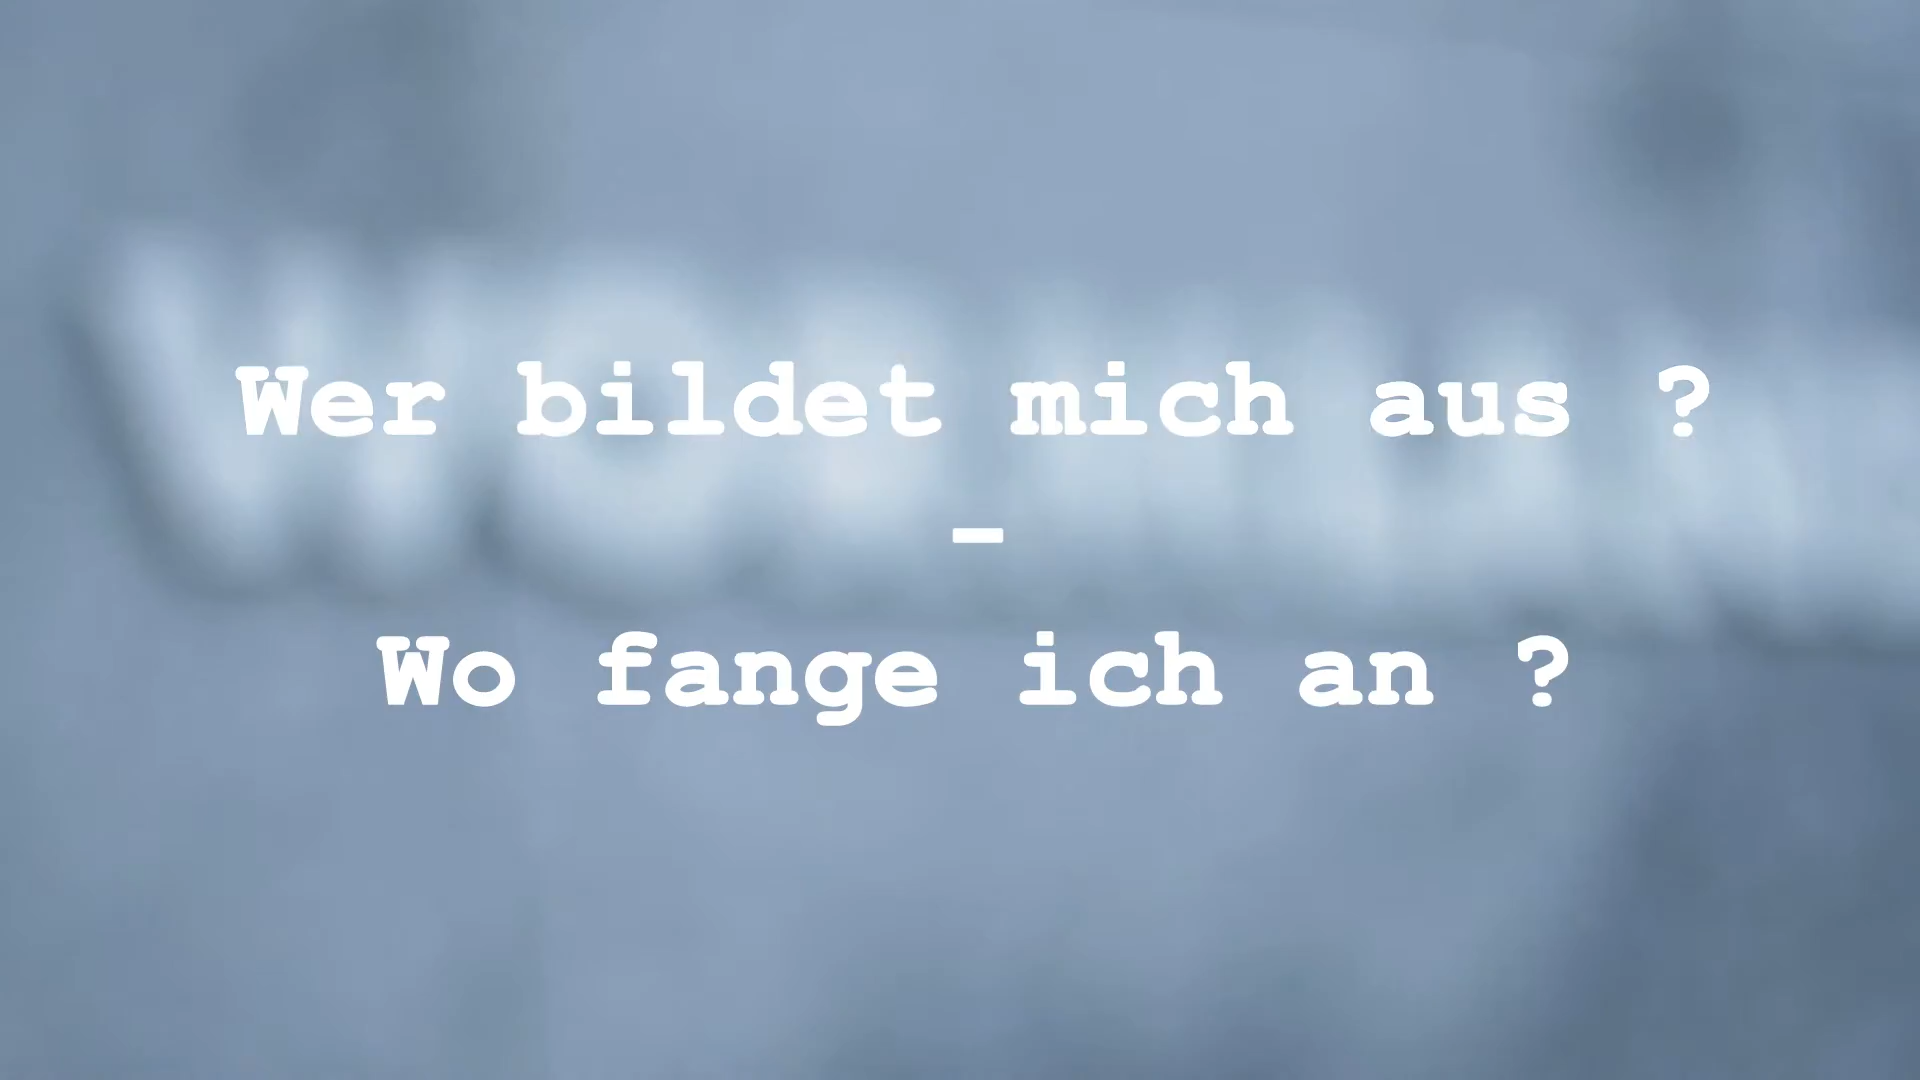 Wer bildet mich aus ?
–
Wo fange ich an ?